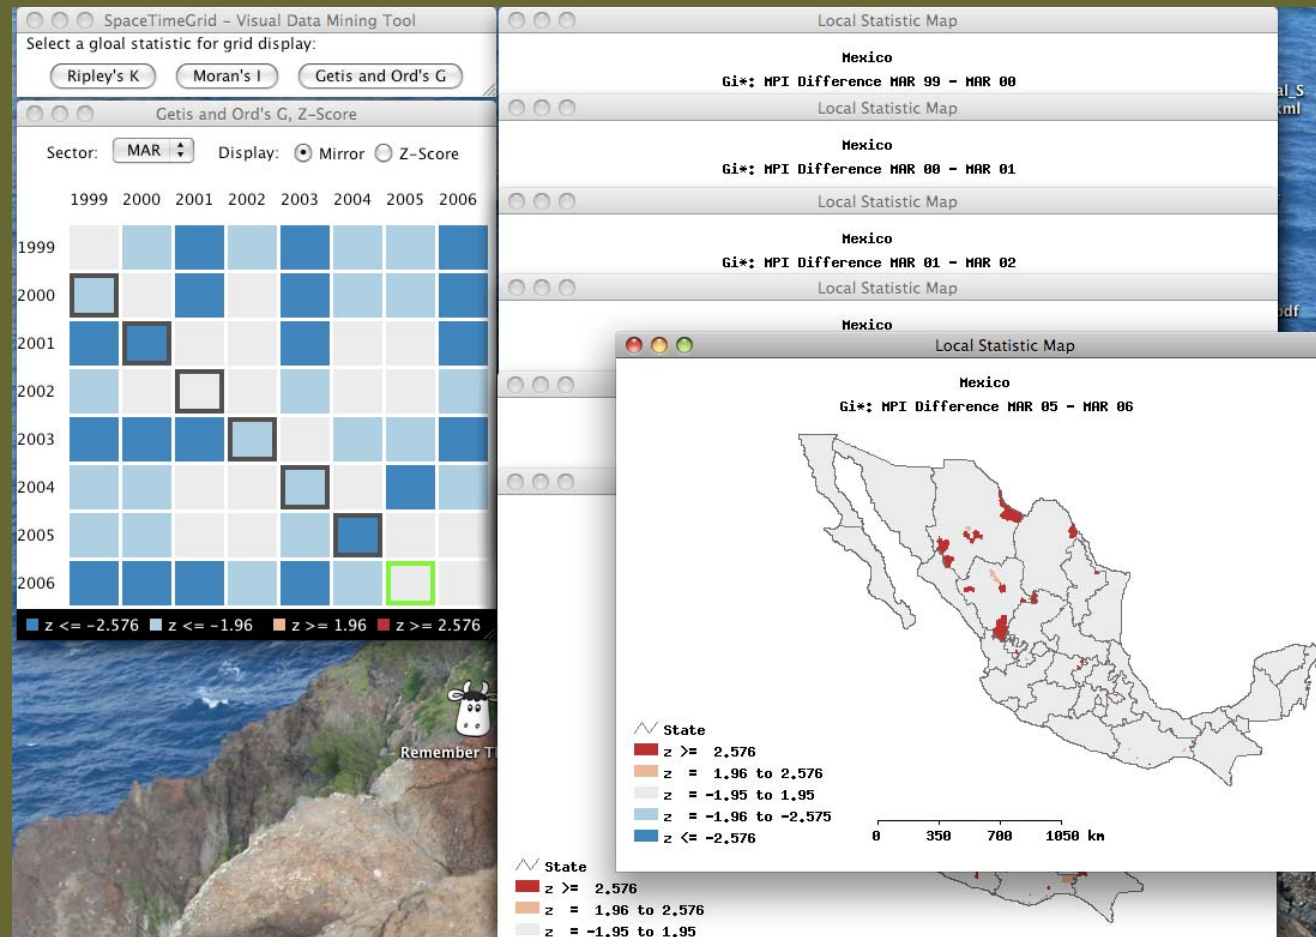 SpaceTimeGrid - Visual Data Mining Tool
Select a gloal statistic for grid display:
Ripley's K Moran's I Getis and Ord's G
Getis and Ord's G, Z-Score
Sector: MAR Display: Mirror Z-Score
1999 2000 2001 2002 2003 2004 2005 2006
1999
2000
2001
2002
2003
2004
2005
2006
z <= -2.576 z <= -1.96 z >= 1.96 z >= 2.576
Remember T
Local Statistic Map
Mexico
Gi*: MPI Difference MAR 99 - MAR 00
Local Statistic Map
Mexico
Gi*: MPI Difference MAR 00 - MAR 01
Local Statistic Map
Mexico
Gi*: MPI Difference MAR 01 - MAR 02
Local Statistic Map
Mexico
Local Statistic Map
Mexico
Gi*: MPI Difference MAR 05 - MAR 06
State
z >= 2.576
z = 1.96 to 2.576
z = -1.95 to 1.95
z = -1.96 to -2.575
z <= -2.576
0 350 700 1050 km
State
z >= 2.576
z = 1.96 to 2.576
z = -1.95 to 1.95
al_S
kml
pdf